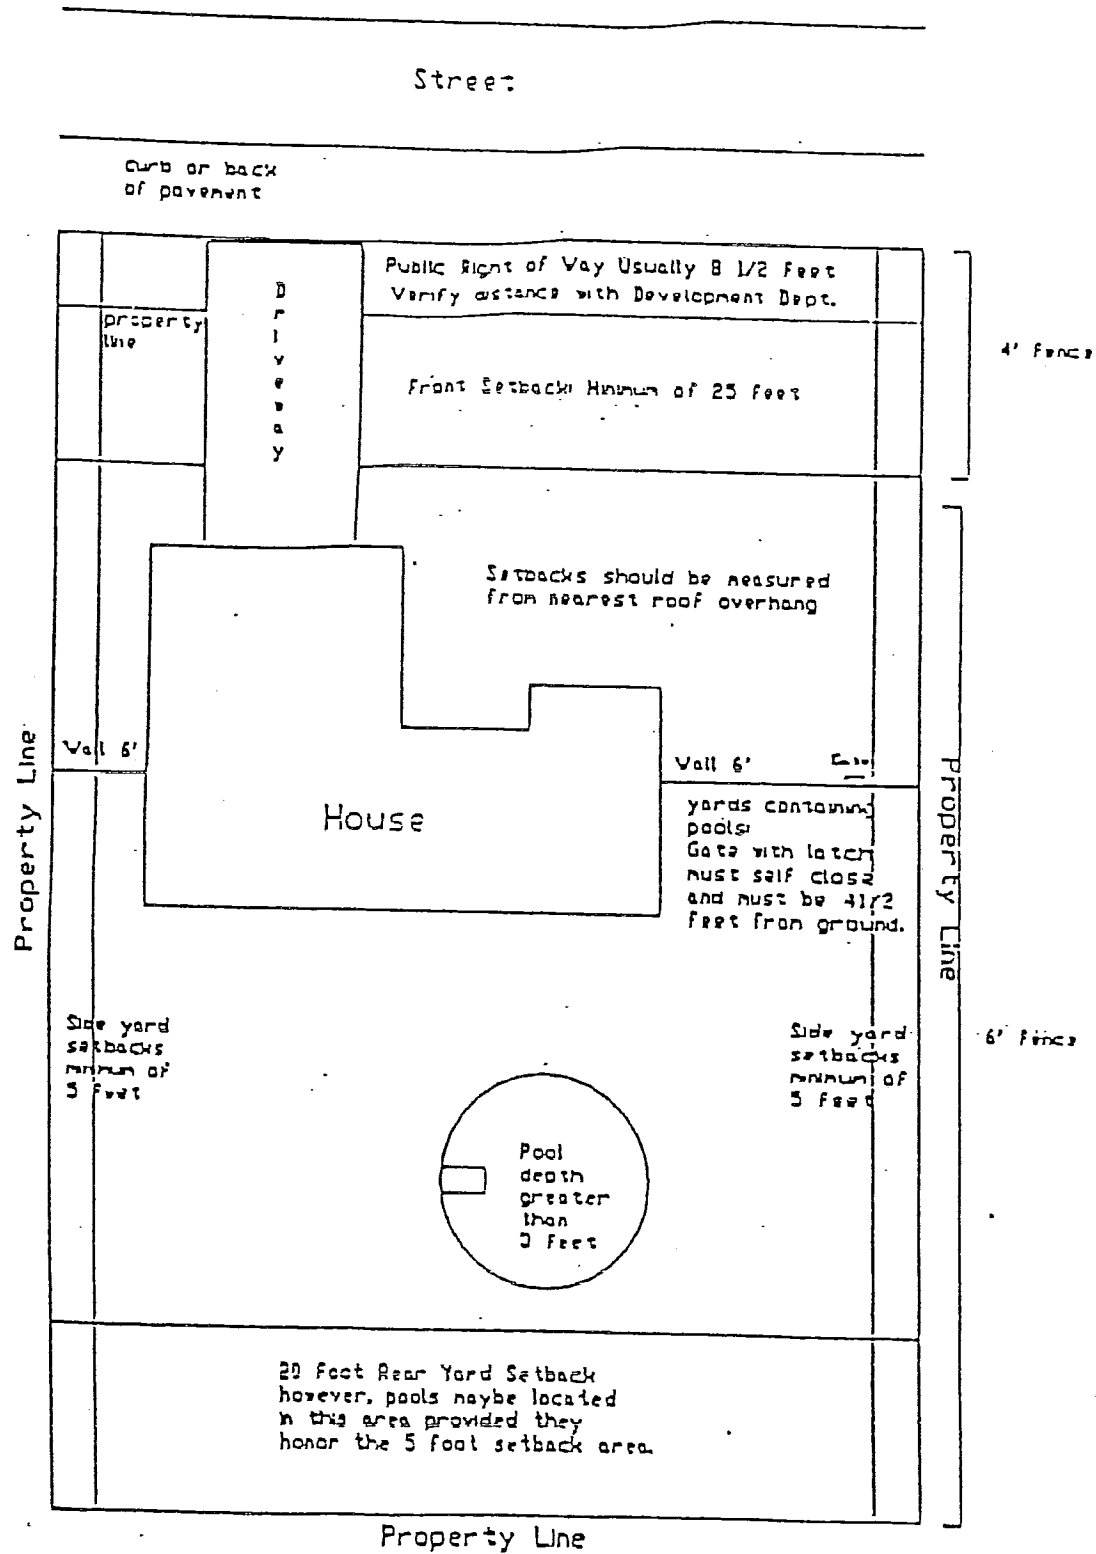 Street
curb or back
of pavement
Public Right of Way Usually 8 1/2 Feet
Verify distance with Development Dept.
Driveway
property
line
4' Fence
Front Setback: Minimum of 25 Feet
Setbacks should be measured
from nearest roof overhang
Wall 6'
Wall 6'
House
yards containing
pools:
Gate with latch
must self close
and must be 4 1/2
feet from ground.
Property Line
Property Line
Side yard
setbacks
minimum of
5 feet
Side yard
setbacks
minimum of
5 feet
6' Fence
Pool
depth
greater
than
feet
20 Foot Rear Yard Setback
however, pools maybe located
in this area provided they
honor the 5 foot setback area.
Property Line